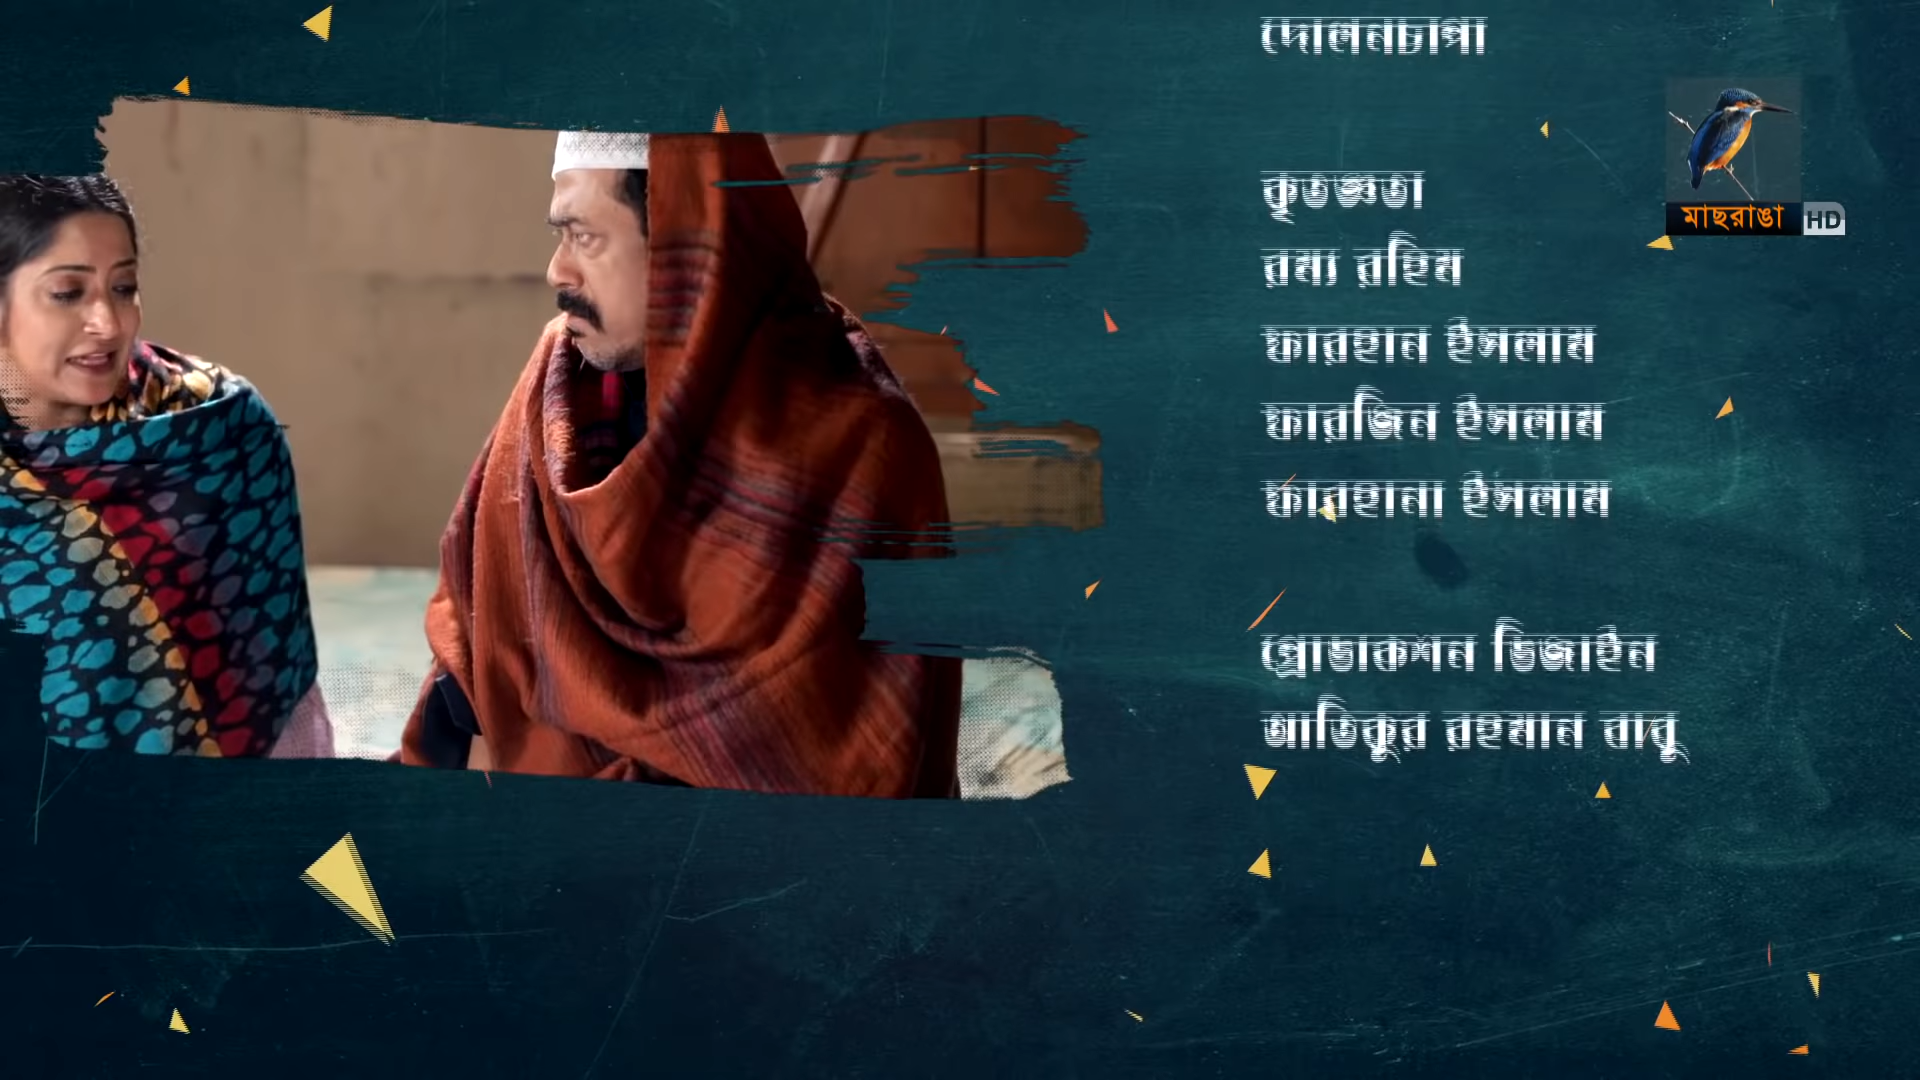 দোলনচাপা
কৃতজ্ঞতা
রম্য রহিম
ফারহান ইসলাম
ফারজিন ইসলাম
ফারহানা ইসলাম
প্রোডাকশন ডিজাইন
আতিকুর রহমান বাবু
মাছরাঙা HD